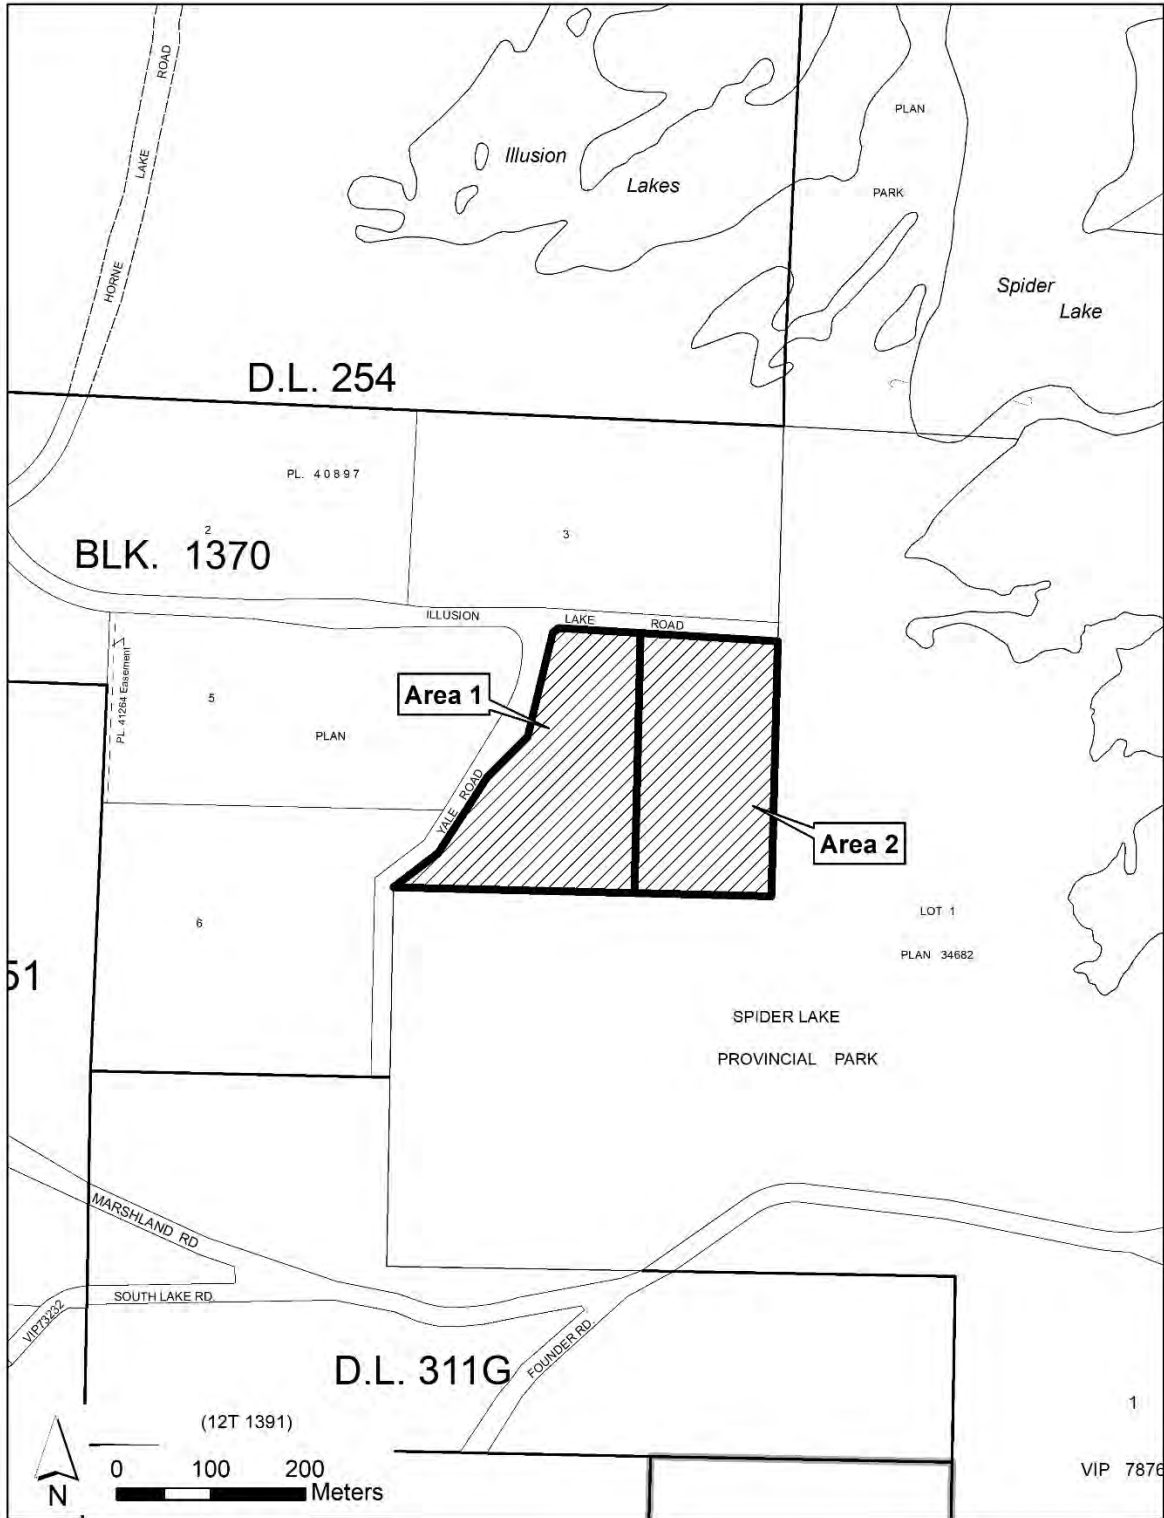 ROAD
LAKE
HORNE
Illusion
Lakes
PLAN
PARK
Spider
Lake
D.L. 254
PL. 40897
2
3
BLK. 1370
ILLUSION LAKE ROAD
PL. 41264 Easement
5
PLAN
Area 1
YALE ROAD
Area 2
6
LOT 1
PLAN 34682
51
SPIDER LAKE
PROVINCIAL PARK
MARSHLAND RD
SOUTH LAKE RD.
VIP73232
FOUNDER RD.
D.L. 311G
1
(12T 1391)
VIP 7876
0 100 200
Meters
N